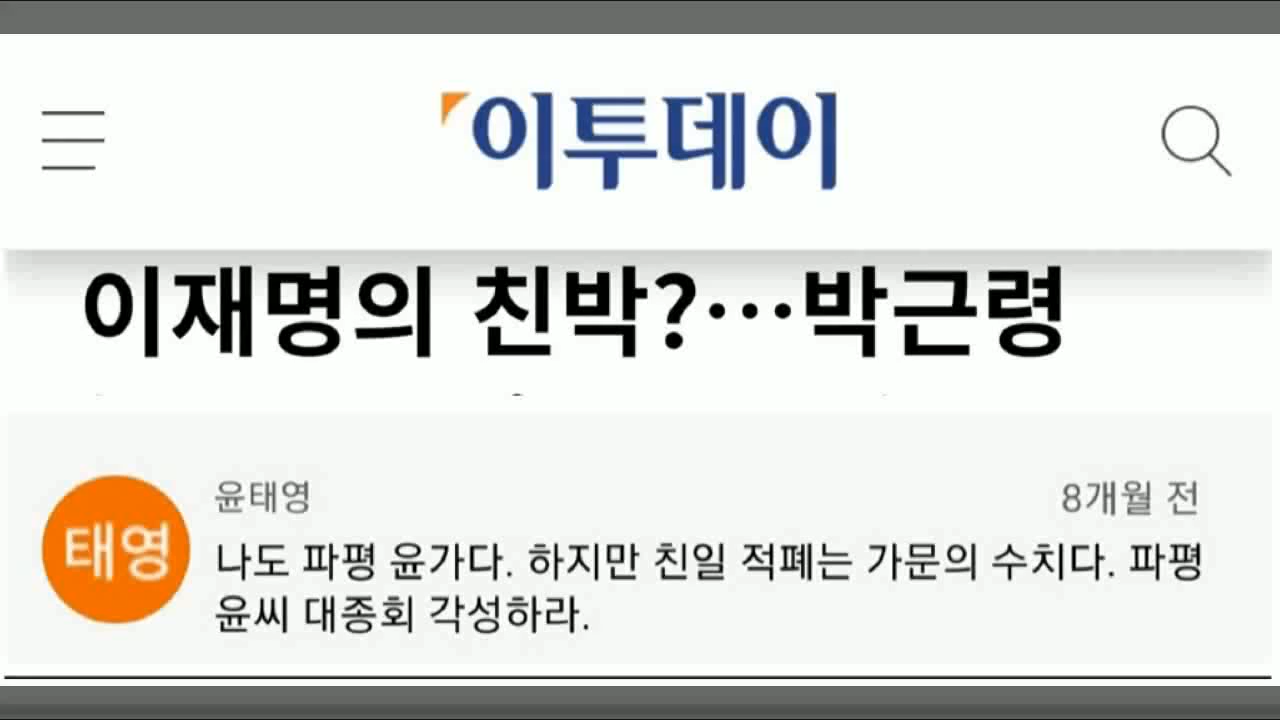 이투데이
이재명의 친박?…박근령
태영
윤태영
8개월 전
나도 파평 윤가다. 하지만 친일 적폐는 가문의 수치다. 파평
윤씨 대종회 각성하라.